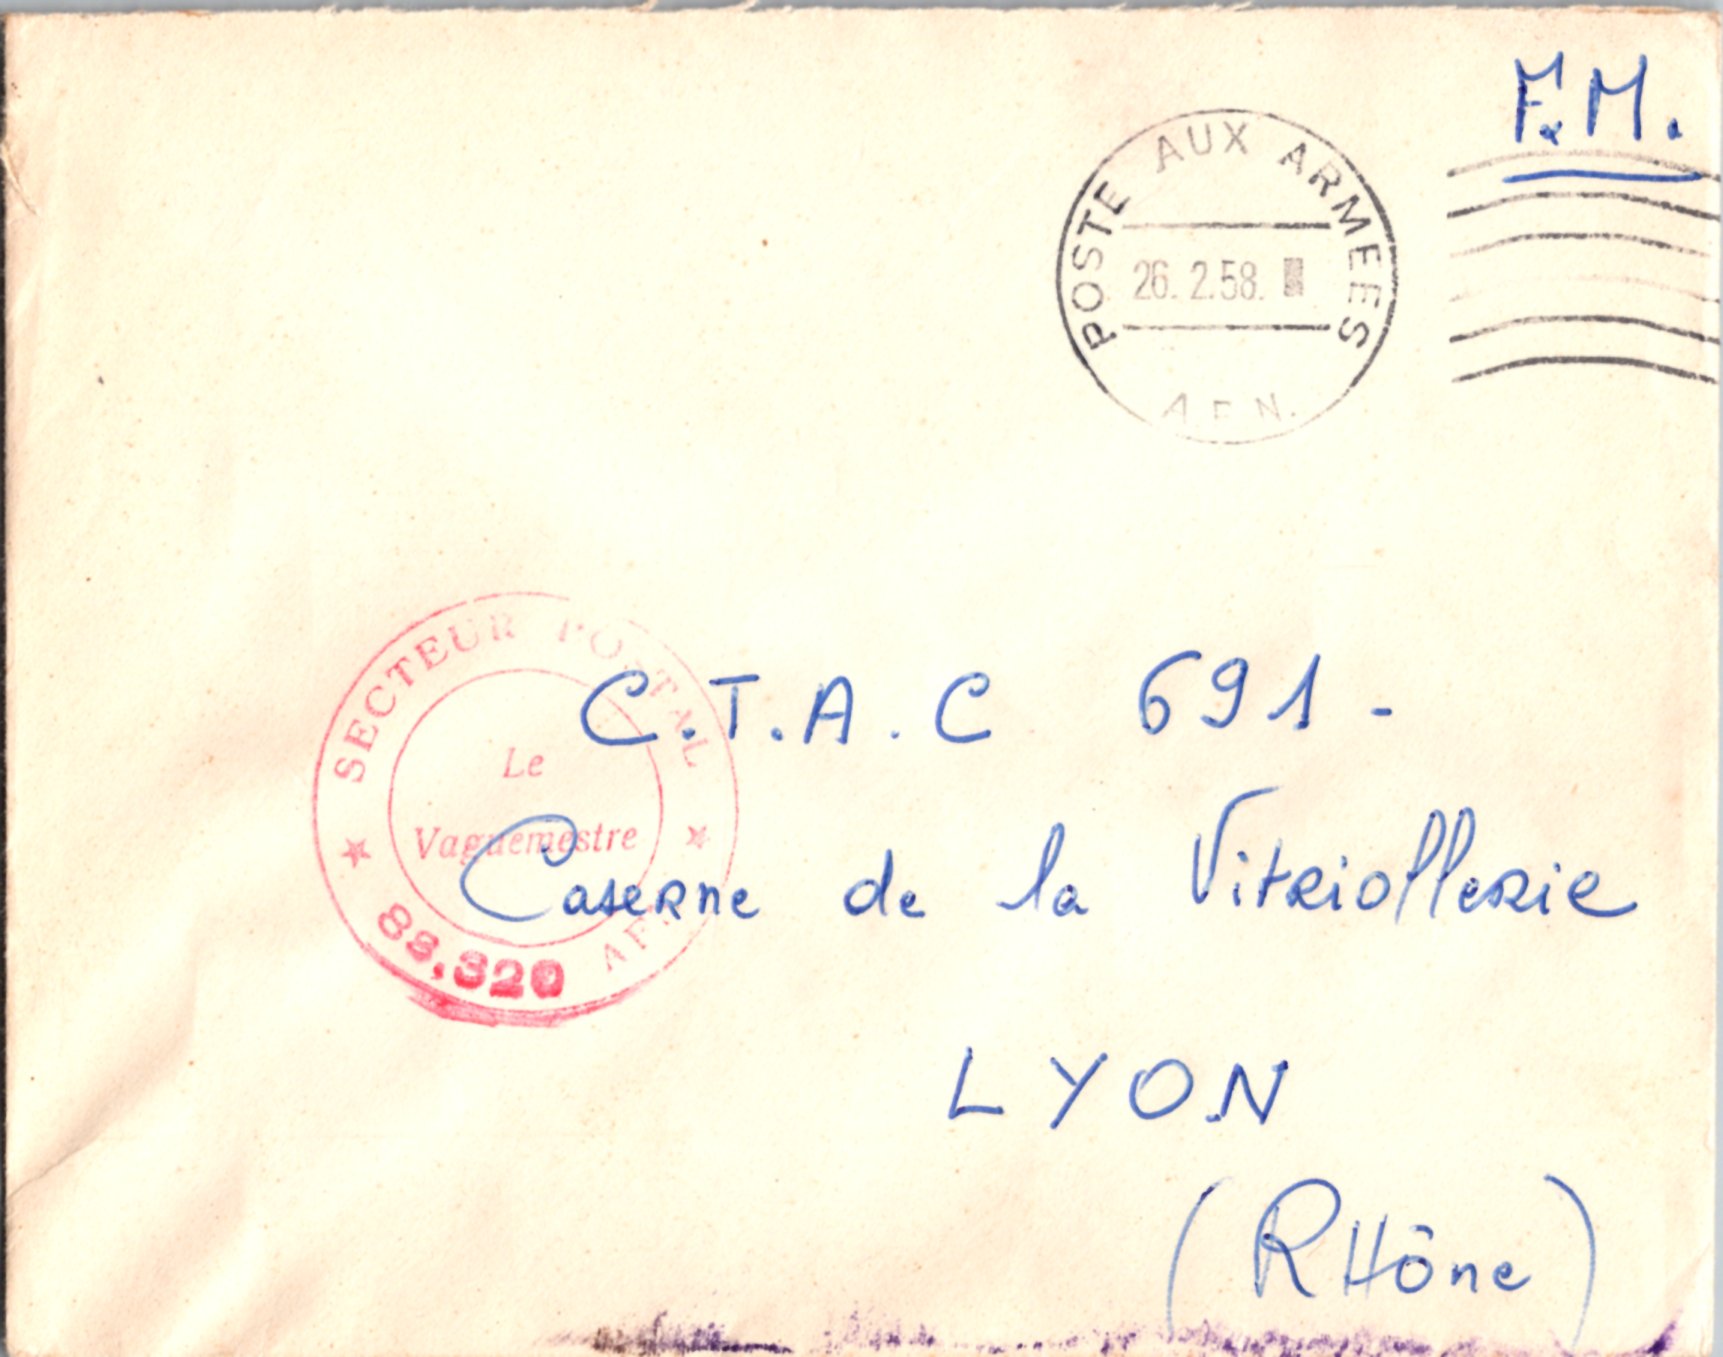 F.M.
POSTE AUX ARMEES
26. 2.58.
A.F.N.
SECTEUR POSTAL
Le
Vaguemestre
AFN
C.T.A.C 691-
Caserne de la Vitriollerie
LYON
(RHône)